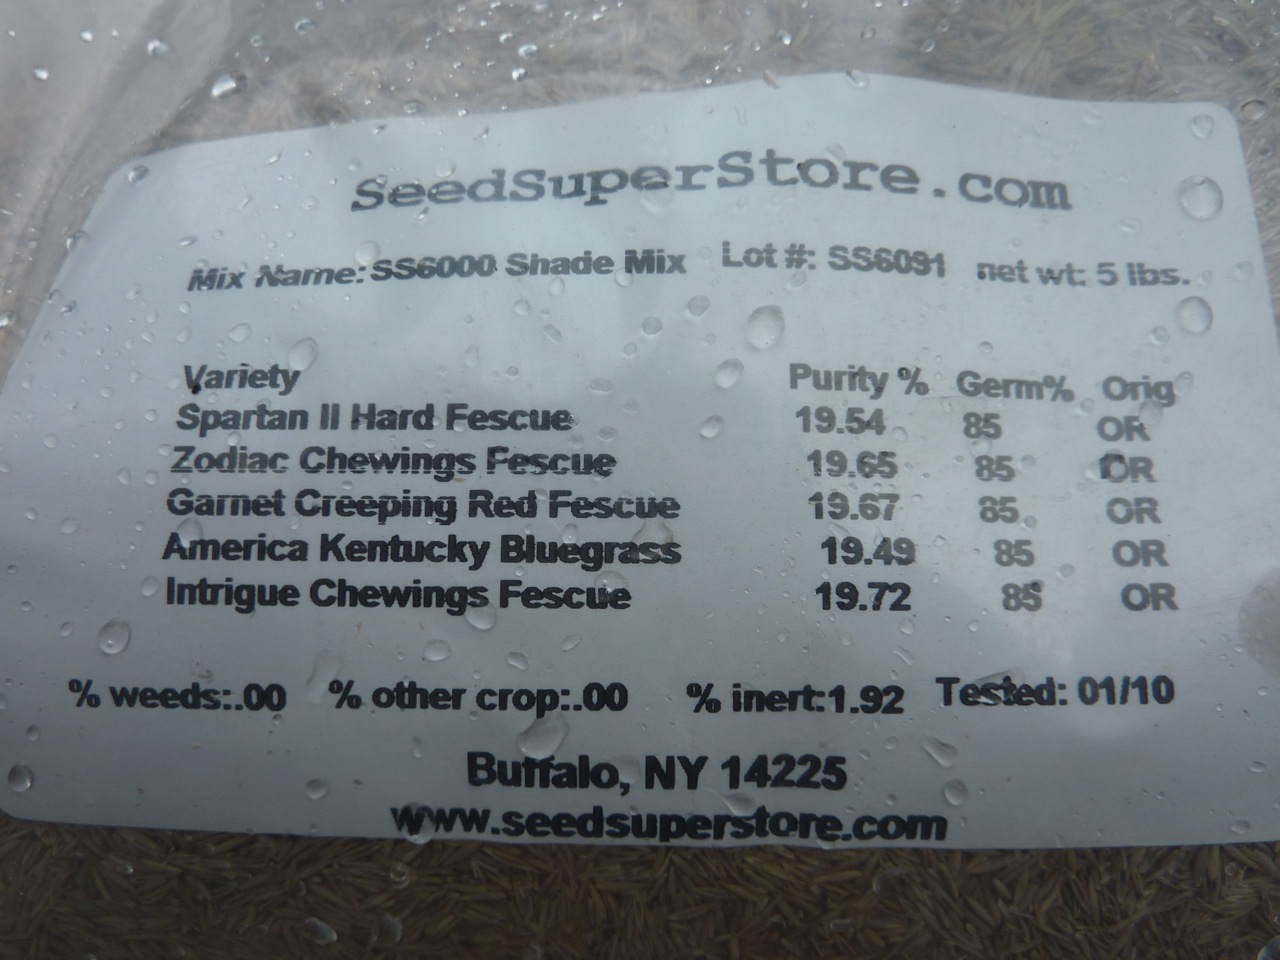 SeedSuperStore.com
Mix Name: SS6000 Shade Mix Lot #: SS6091 net wt: 5 lbs.
Variety Purity % Germ% Orig
Spartan II Hard Fescue 19.54 85 OR
Zodiac Chewings Fescue 19.65 85 OR
Garnet Creeping Red Fescue 19.67 85 OR
America Kentucky Bluegrass 19.49 85 OR
Intrigue Chewings Fescue 19.72 85 OR
% weeds:.00 % other crop:.00 % inert:1.92 Tested: 01/10
Buffalo, NY 14225
www.seedsuperstore.com